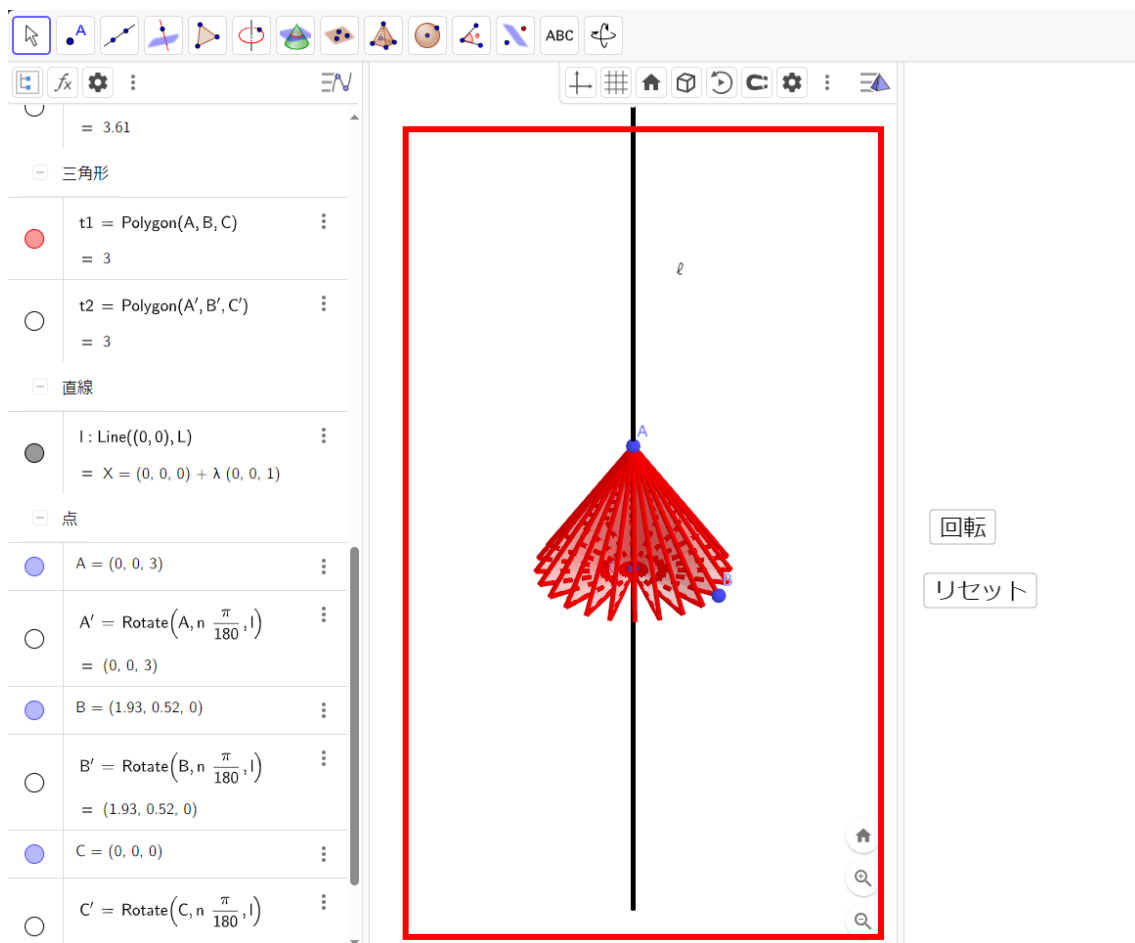 A
ABC
fx
= 3.61
三角形
t1 = Polygon(A, B, C)
= 3
t2 = Polygon(A′, B′, C′)
= 3
直線
l : Line((0, 0), L)
= X = (0, 0, 0) + λ (0, 0, 1)
点
A = (0, 0, 3)
A′ = Rotate(A, n π/180, l)
= (0, 0, 3)
B = (1.93, 0.52, 0)
B′ = Rotate(B, n π/180, l)
= (1.93, 0.52, 0)
C = (0, 0, 0)
C′ = Rotate(C, n π/180, l)
ℓ
A
B
回転
リセット